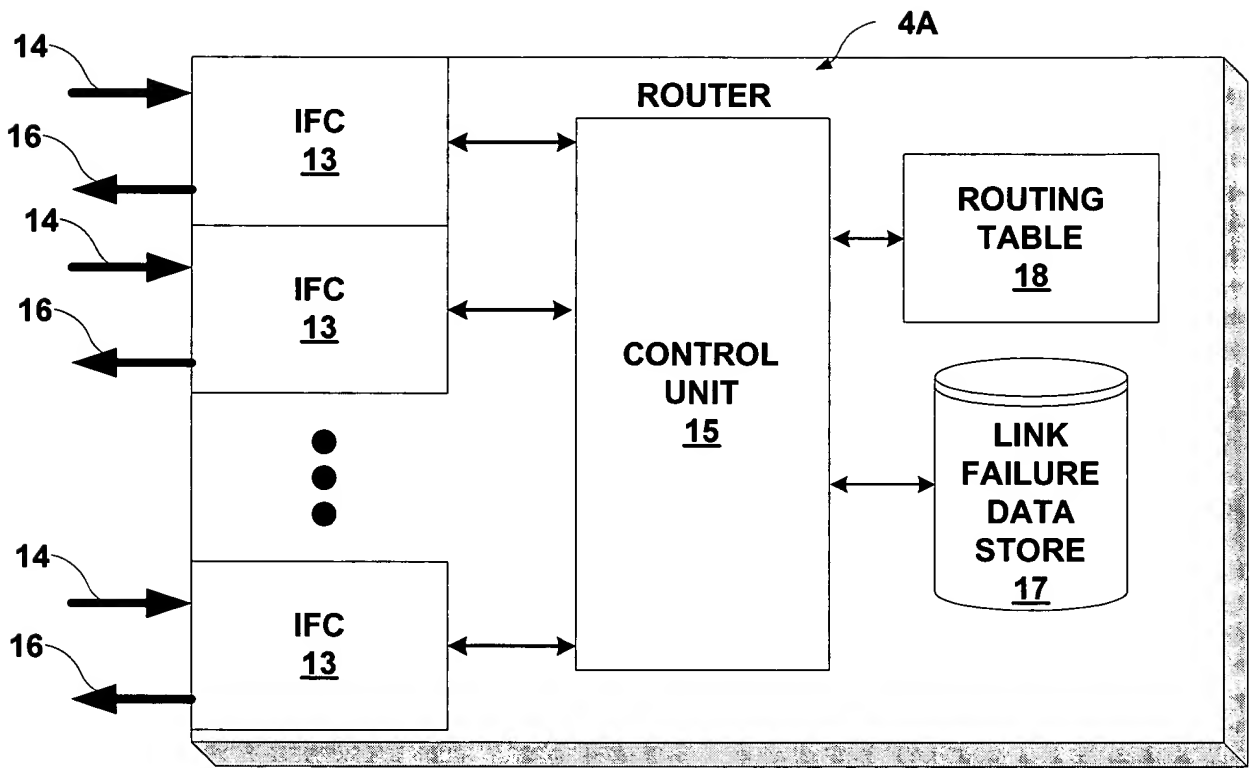 4A
ROUTER
14
16
IFC
13
14
16
IFC
13
14
16
IFC
13
CONTROL
UNIT
15
ROUTING
TABLE
18
LINK
FAILURE
DATA
STORE
17